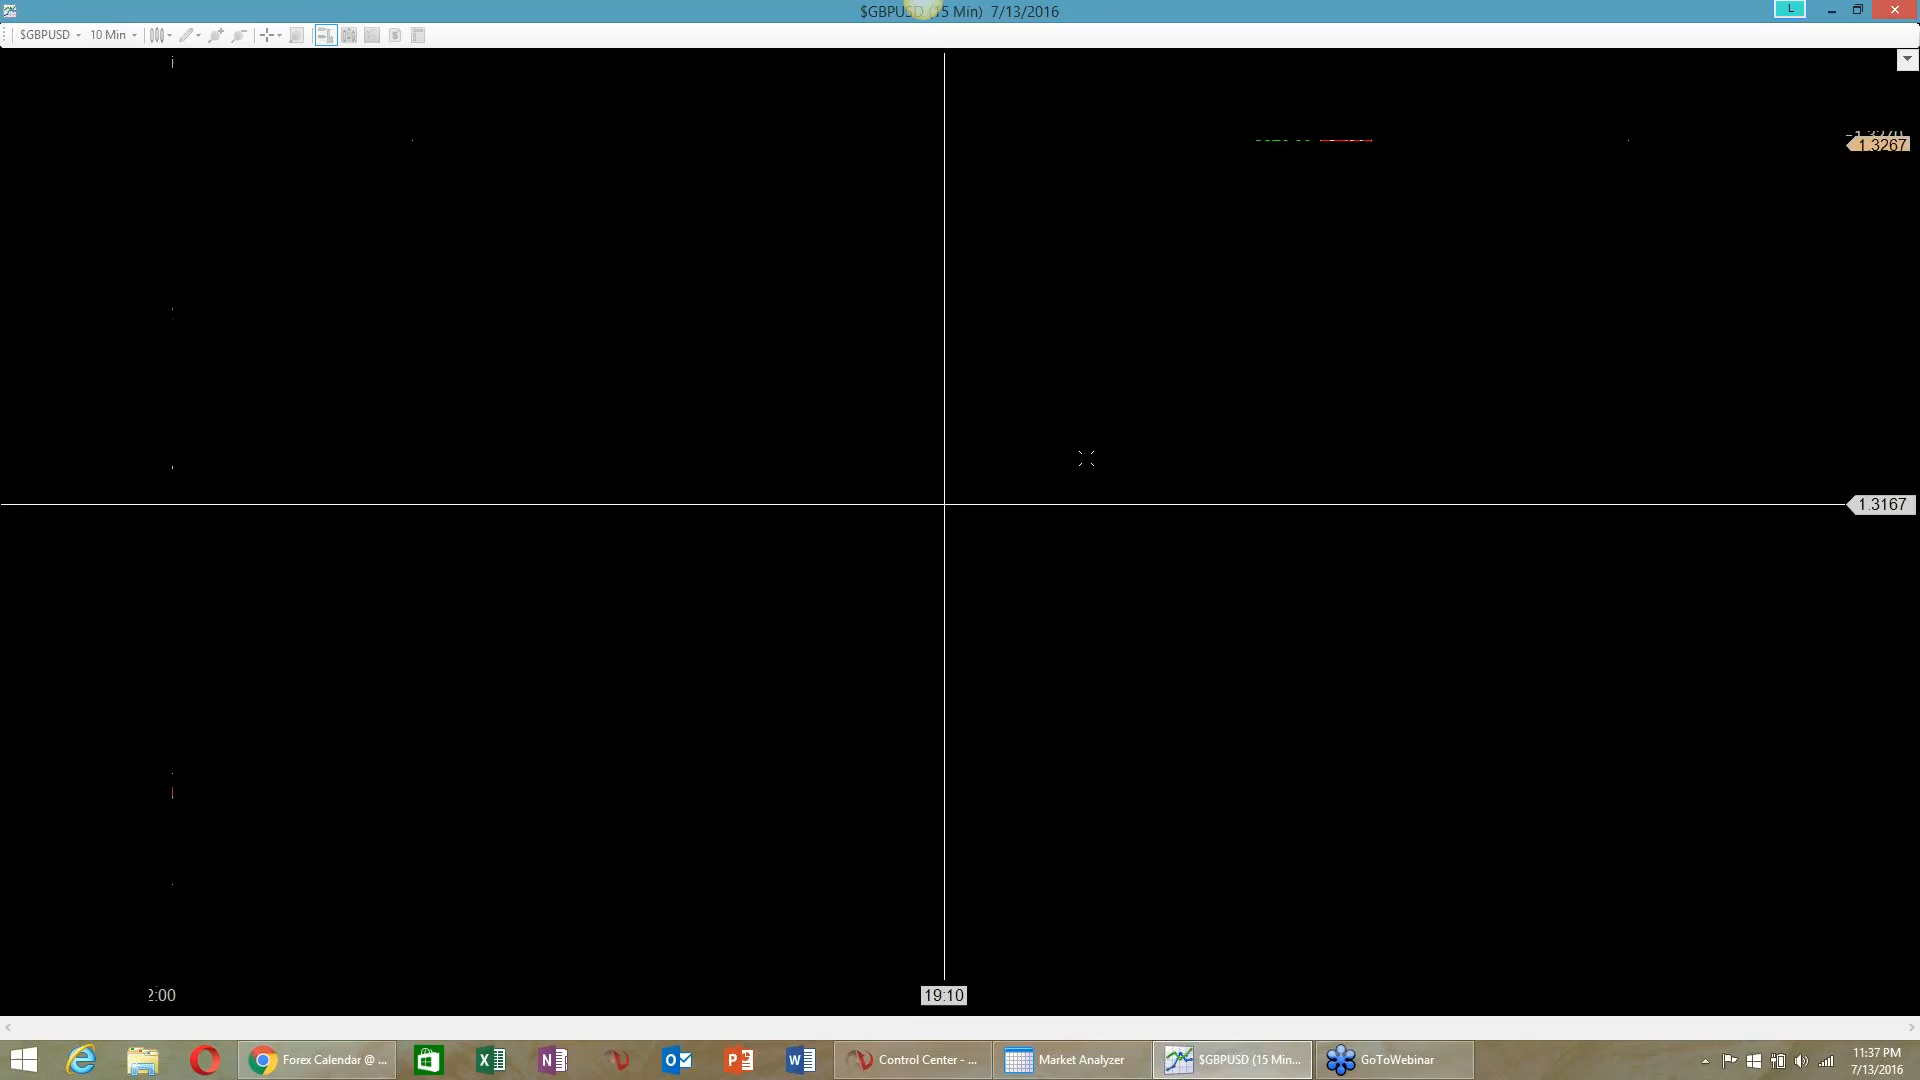 $GBPUSD (15 Min) 7/13/2016
L
$GBPUSD
10 Min
1.3267
1.3167
2:00
19:10
Forex Calendar @ ...
Control Center - ...
Market Analyzer
$GBPUSD (15 Min...
GoToWebinar
11:37 PM
7/13/2016